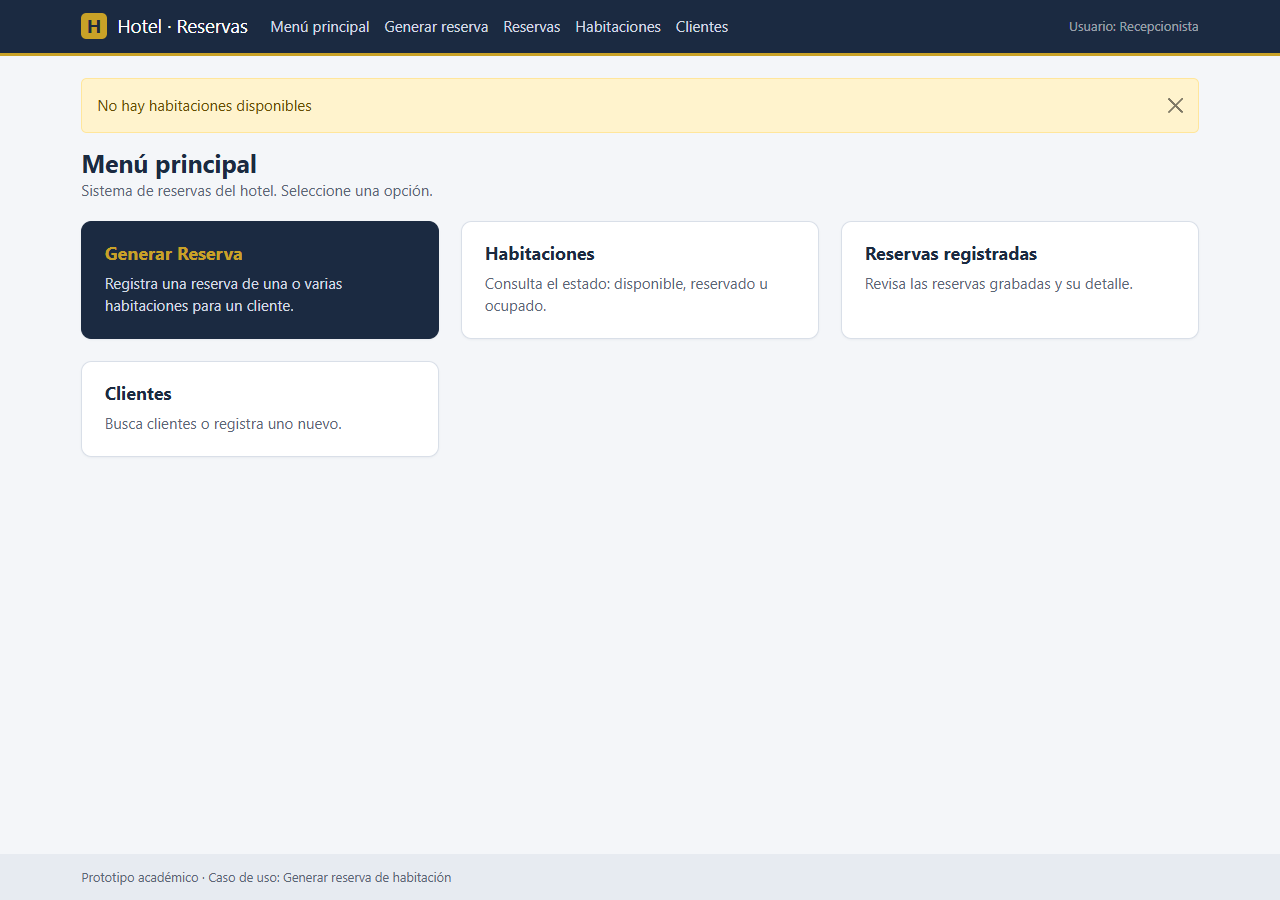 H Hotel · Reservas Menú principal Generar reserva Reservas Habitaciones Clientes Usuario: Recepcionista
No hay habitaciones disponibles
Menú principal
Sistema de reservas del hotel. Seleccione una opción.
Generar Reserva
Registra una reserva de una o varias
habitaciones para un cliente.
Habitaciones
Consulta el estado: disponible, reservado u
ocupado.
Reservas registradas
Revisa las reservas grabadas y su detalle.
Clientes
Busca clientes o registra uno nuevo.
Prototipo académico · Caso de uso: Generar reserva de habitación